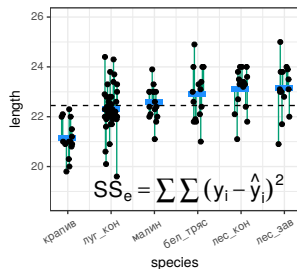 26
24
22
20
length
SSₑ = ∑ ∑ (yᵢ – ŷᵢ)²
крапив
луг_кон
малин
бел_тряс
лес_кон
лес_зав
species